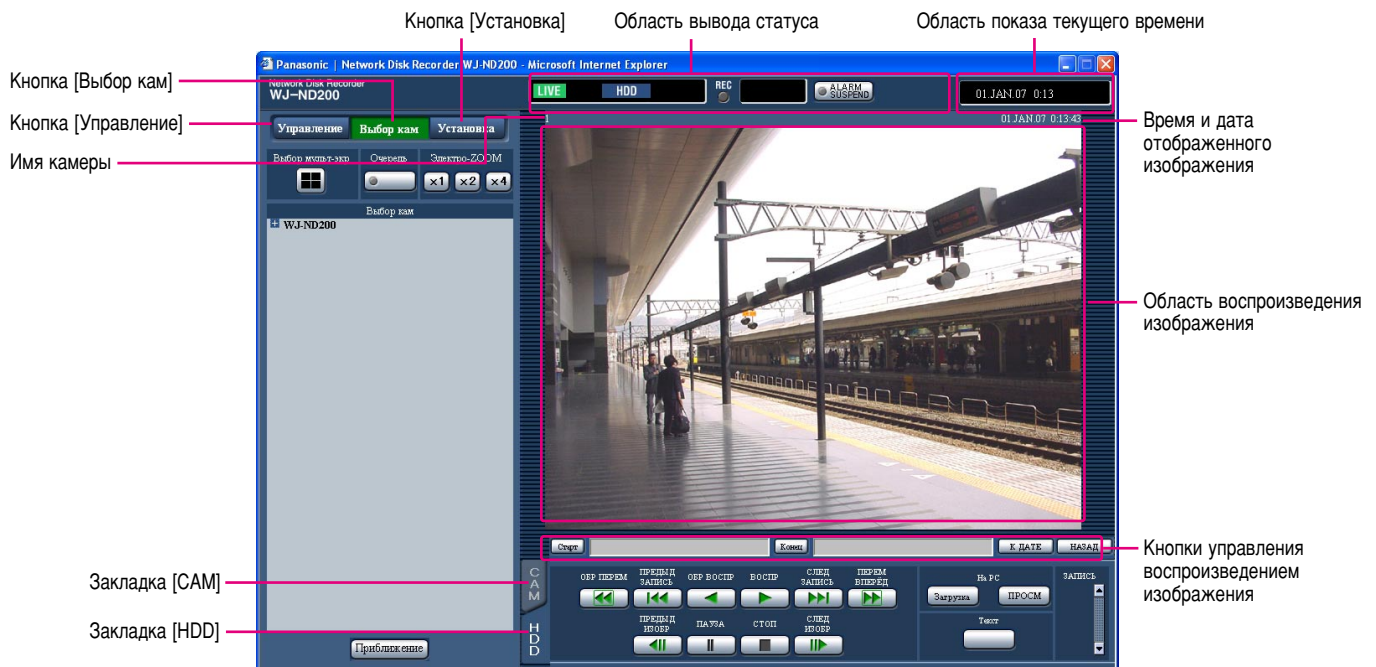 Кнопка [Установка]
Область вывода статуса
Область показа текущего времени
Кнопка [Выбор кам]
Кнопка [Управление]
Имя камеры
Panasonic | Network Disk Recorder WJ-ND200 - Microsoft Internet Explorer
Network Disk Recorder
WJ-ND200
LIVE
HDD
REC
ALARM
SUSPEND
01.JAN.07 0:13
Управление
Выбор кам
Установка
1
01.JAN.07 0:13:43
Время и дата
отображенного
изображения
Выбор мульт-экр
Очередь
Электро-ZOOM
×1
×2
×4
Выбор кам
WJ-ND200
Область воспроизведения
изображения
Старт
Конец
К ДАТЕ
НАЗАД
Кнопки управления
воспроизведением
изображения
Закладка [CAM]
Закладка [HDD]
CAM
HDD
ОБР ПЕРЕМ
ПРЕДЫД
ЗАПИСЬ
ОБР ВОСПР
ВОСПР
СЛЕД
ЗАПИСЬ
ПЕРЕМ
ВПЕРЁД
ПРЕДЫД
ИЗОБР
ПАУЗА
СТОП
СЛЕД
ИЗОБР
На PC
Загрузка
ПРОСМ
Текст
ЗАПИСЬ
Приближение